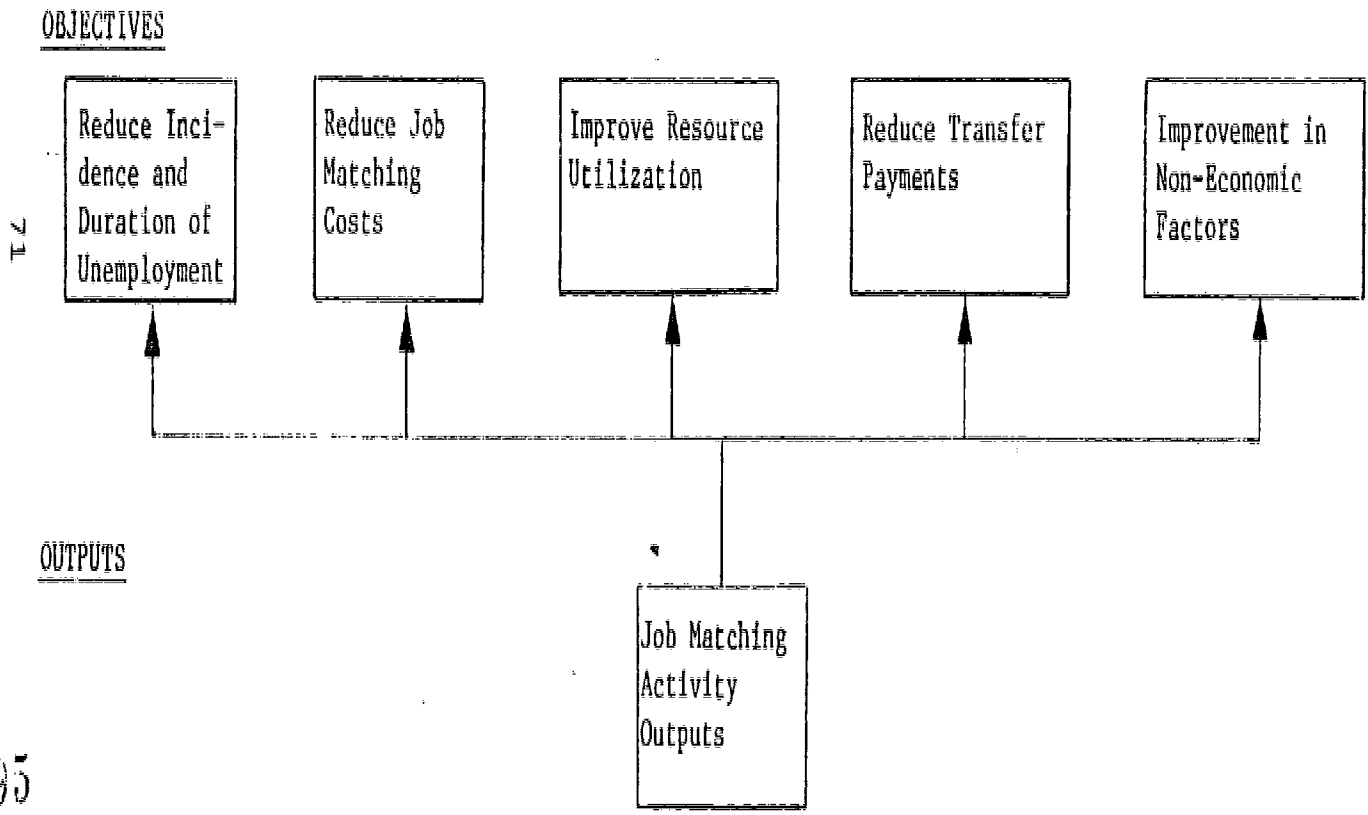 OBJECTIVES
Reduce Inci-
dence and
Duration of
Unemployment
Reduce Job
Matching
Costs
Improve Resource
Utilization
Reduce Transfer
Payments
Improvement in
Non-Economic
Factors
71
OUTPUTS
Job Matching
Activity
Outputs